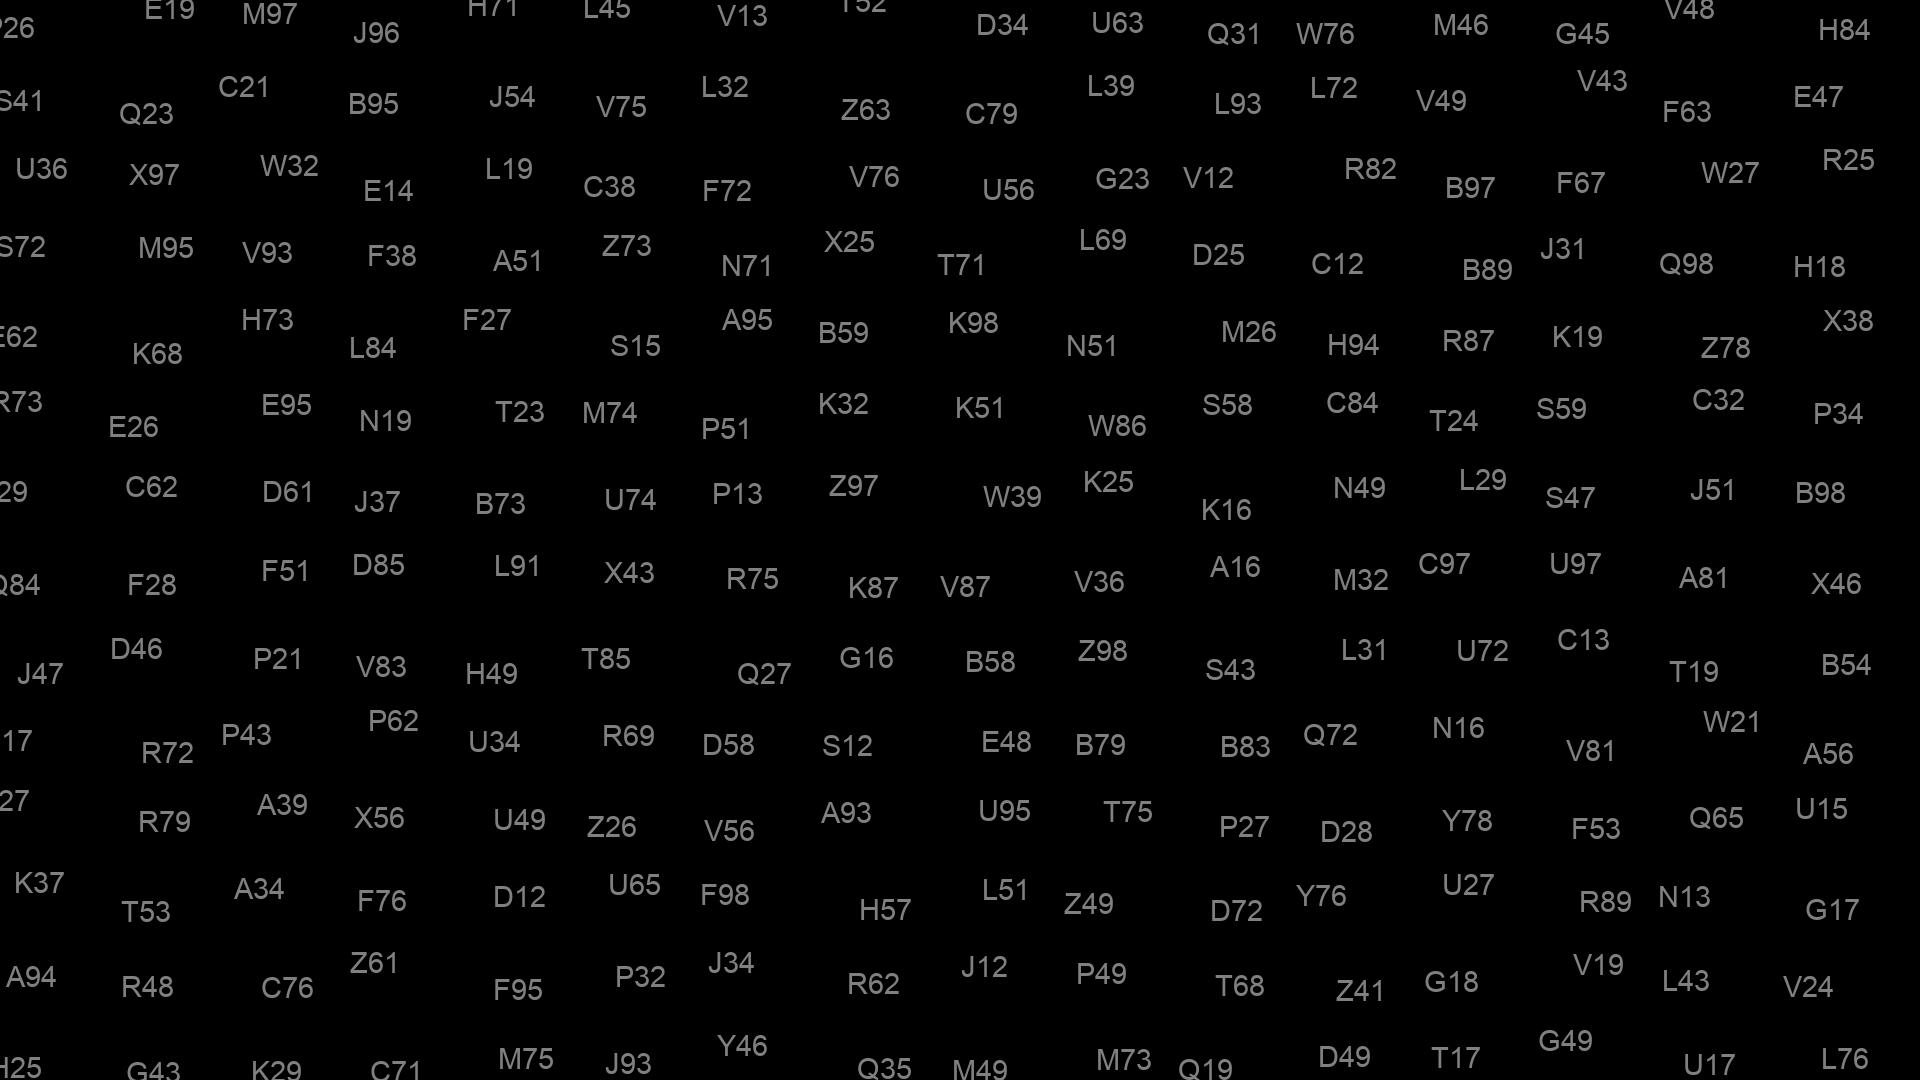 E19 M97 J96 H71 L45 V13 T52 D34 U63 Q31 W76 M46 G45 V48 H84
S41 Q23 C21 B95 J54 V75 L32 Z63 C79 L39 L93 L72 V49 V43 F63 E47
U36 X97 W32 E14 L19 C38 F72 V76 U56 G23 V12 R82 B97 F67 W27 R25
S72 M95 V93 F38 A51 Z73 N71 X25 T71 L69 D25 C12 B89 J31 Q98 H18
K68 H73 L84 F27 S15 A95 B59 K98 N51 M26 H94 R87 K19 Z78 X38
R73 E26 E95 N19 T23 M74 P51 K32 K51 W86 S58 C84 T24 S59 C32 P34
29 C62 D61 J37 B73 U74 P13 Z97 W39 K25 K16 N49 L29 S47 J51 B98
Q84 F28 F51 D85 L91 X43 R75 K87 V87 V36 A16 M32 C97 U97 A81 X46
J47 D46 P21 V83 H49 T85 Q27 G16 B58 Z98 S43 L31 U72 C13 T19 B54
17 R72 P43 P62 U34 R69 D58 S12 E48 B79 B83 Q72 N16 V81 W21 A56
27 R79 A39 X56 U49 Z26 V56 A93 U95 T75 P27 D28 Y78 F53 Q65 U15
K37 T53 A34 F76 D12 U65 F98 H57 L51 Z49 D72 Y76 U27 R89 N13 G17
A94 R48 C76 Z61 F95 P32 J34 R62 J12 P49 T68 Z41 G18 V19 L43 V24
H25 G43 K29 C71 M75 J93 Y46 Q35 M49 M73 Q19 D49 T17 G49 U17 L76